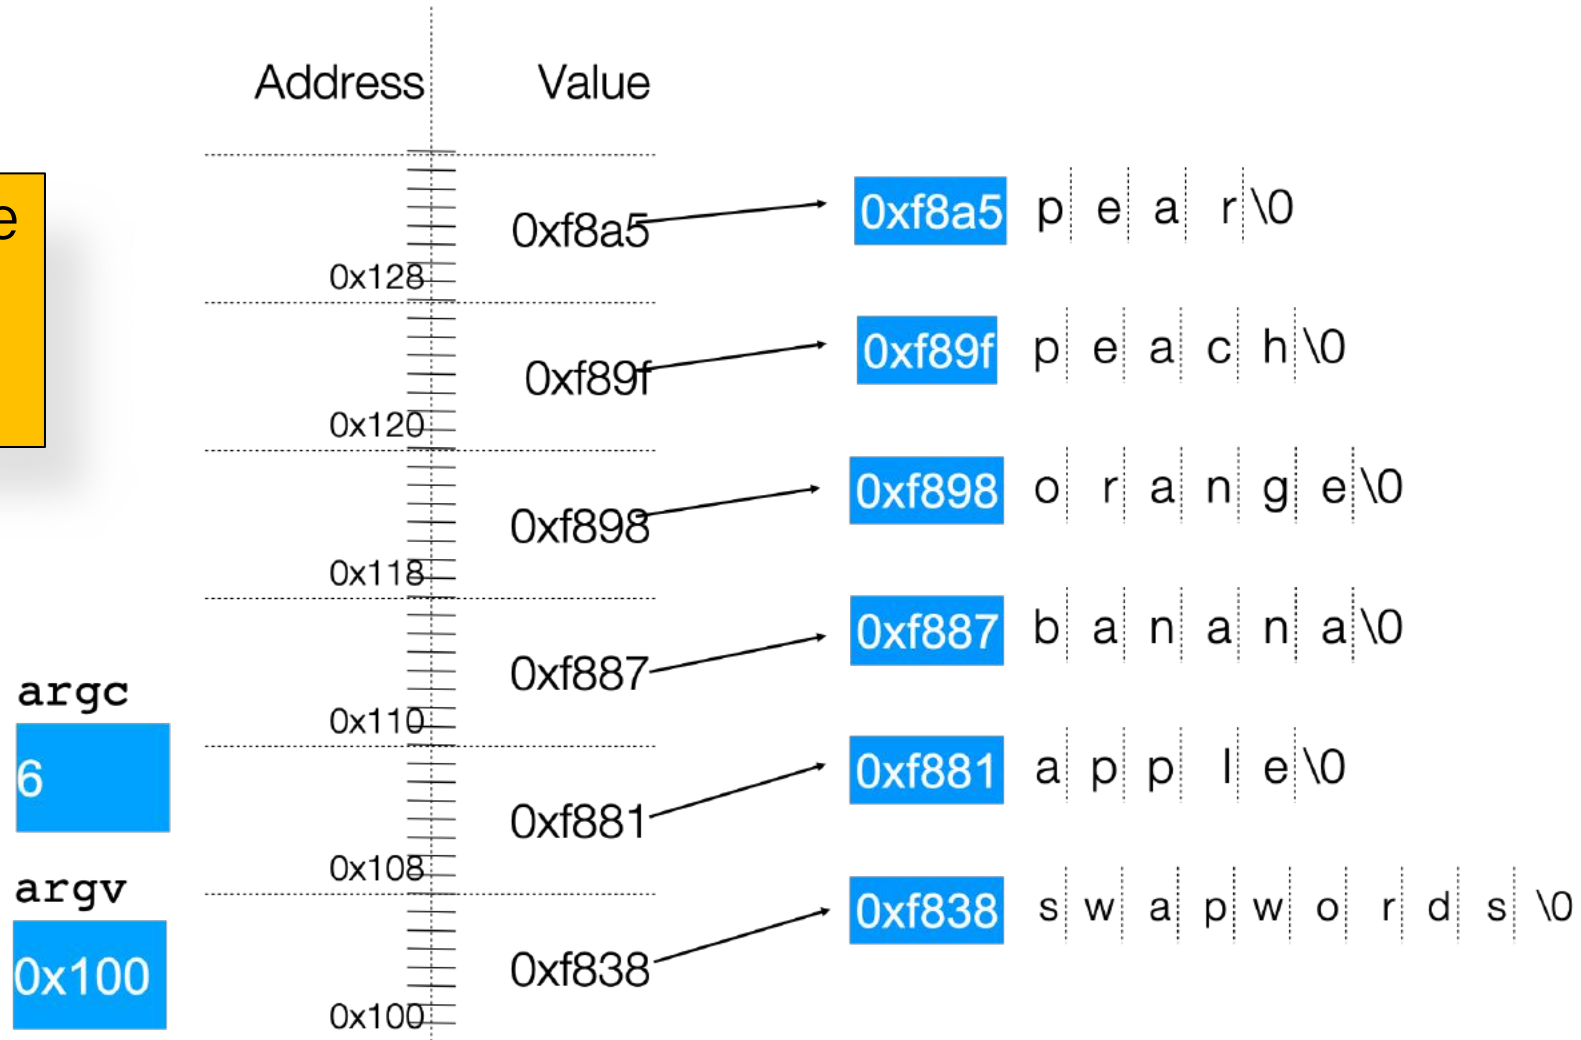 e
Address Value
0xf8a5 0xf8a5 p e a r \0
0x128
0xf89f 0xf89f p e a c h \0
0x120
0xf898 0xf898 o r a n g e \0
0x118
0xf887 0xf887 b a n a n a \0
argc
0x110
6
0xf881 0xf881 a p p l e \0
0x108
argv
0xf838 0xf838 s w a p w o r d s \0
0x100
0x100